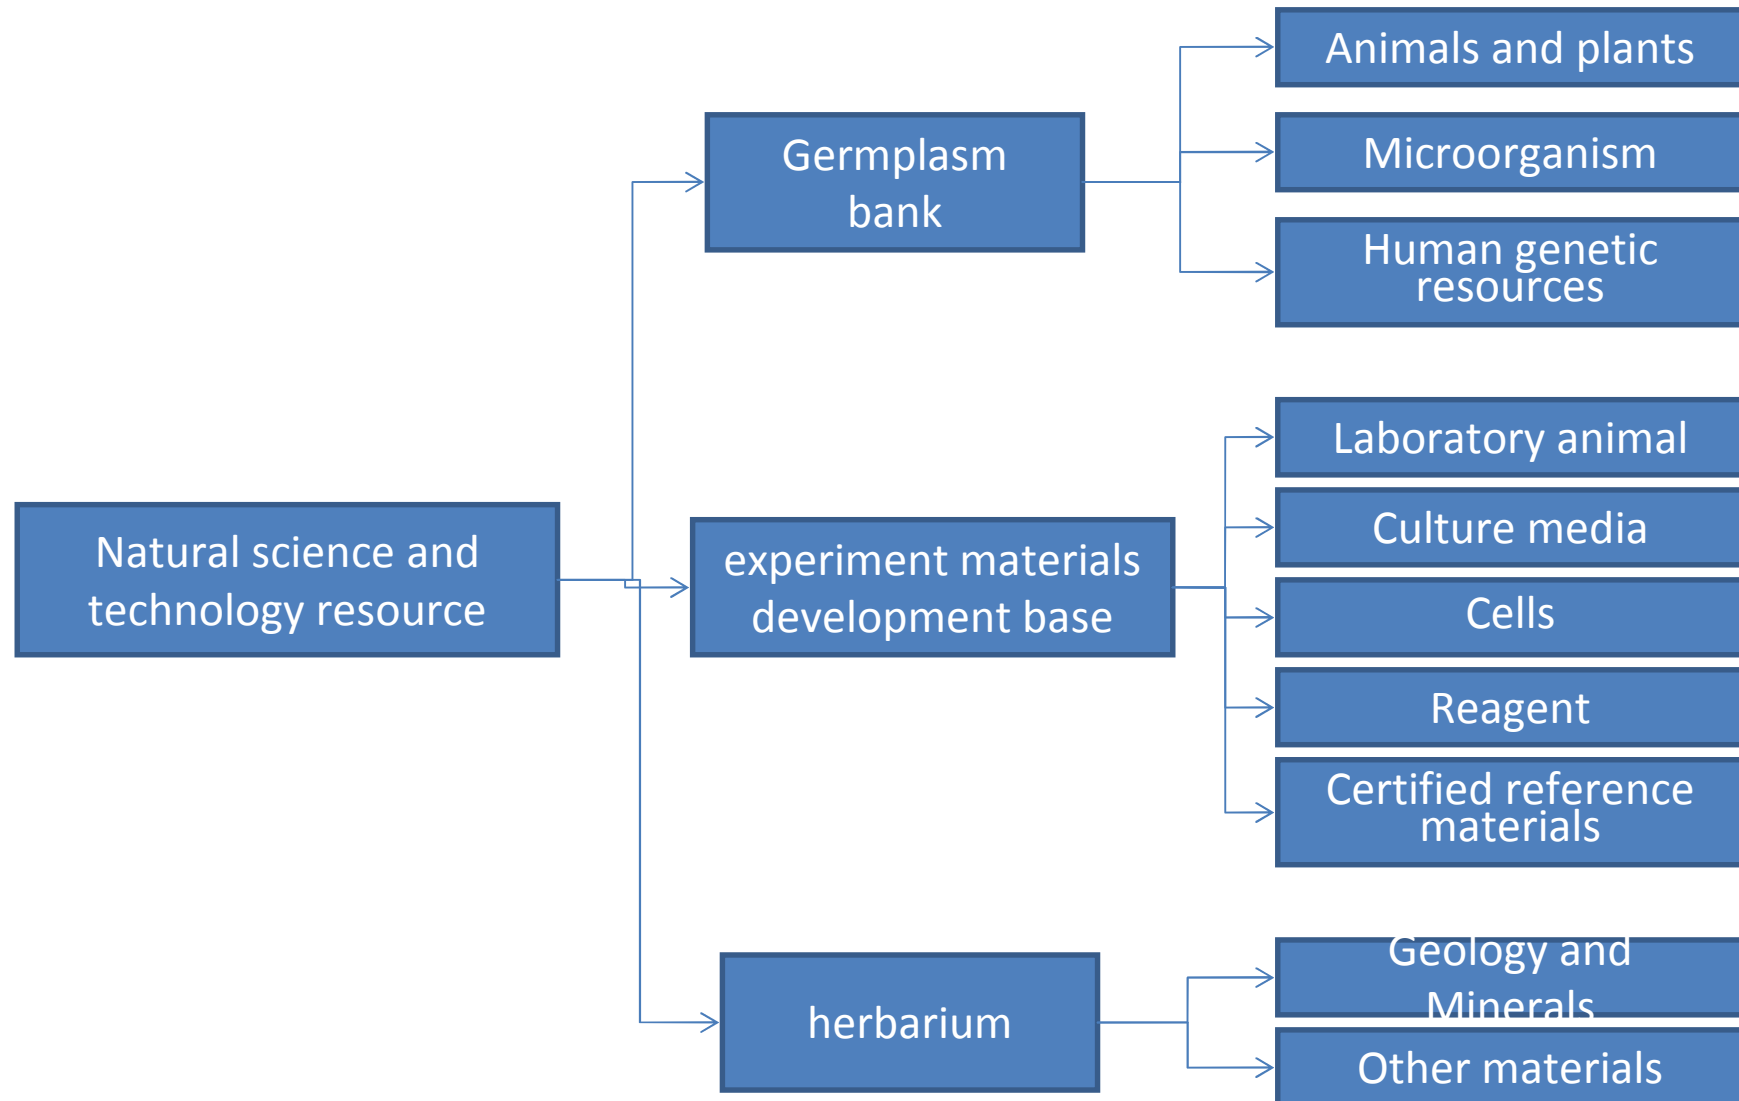 Animals and plants
Germplasm
bank
Microorganism
Human genetic
resources
Natural science and
technology resource
experiment materials
development base
Laboratory animal
Culture media
Cells
Reagent
Certified reference
materials
herbarium
Geology and
Minerals
Other materials